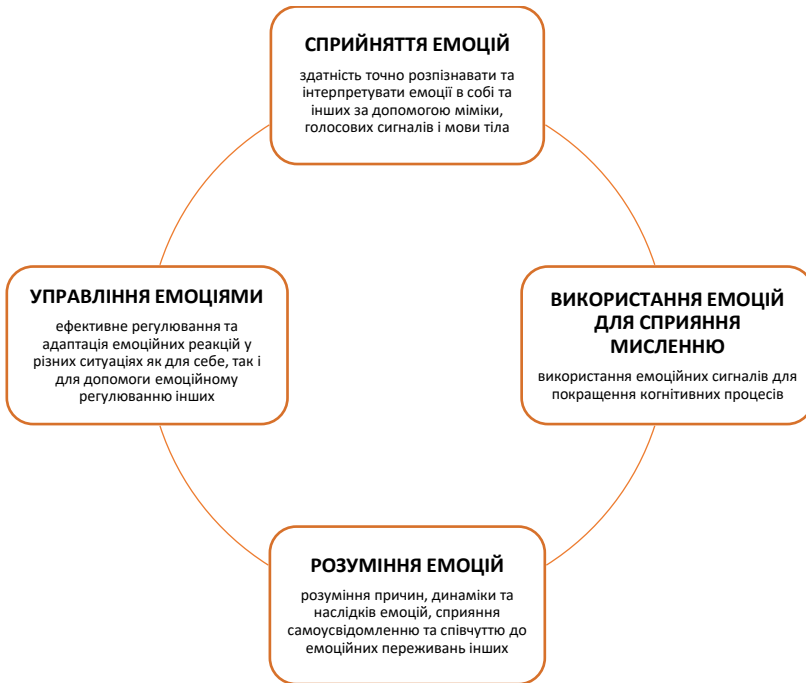 СПРИЙНЯТТЯ ЕМОЦІЙ
здатність точно розпізнавати та
інтерпретувати емоції в собі та
інших за допомогою міміки,
голосових сигналів і мови тіла
УПРАВЛІННЯ ЕМОЦІЯМИ
ефективне регулювання та
адаптація емоційних реакцій у
різних ситуаціях як для себе, так і
для допомоги емоційному
регулюванню інших
ВИКОРИСТАННЯ ЕМОЦІЙ
ДЛЯ СПРИЯННЯ
МИСЛЕННЮ
використання емоційних сигналів для
покращення когнітивних процесів
РОЗУМІННЯ ЕМОЦІЙ
розуміння причин, динаміки та
наслідків емоцій, сприяння
самоусвідомленню та співчуттю до
емоційних переживань інших